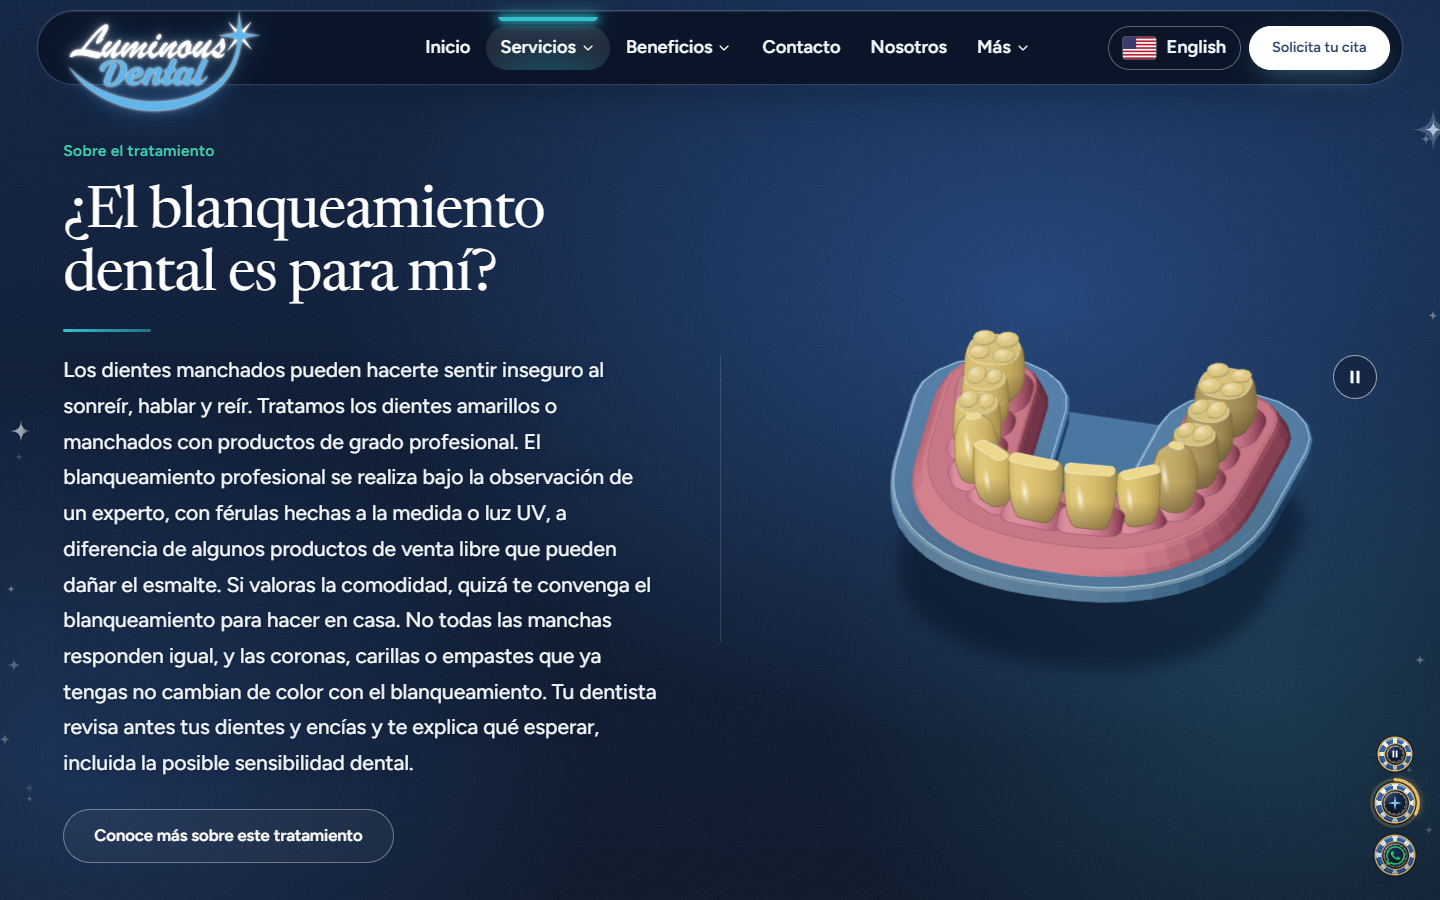 Luminous
Dental
Inicio
Servicios
Beneficios
Contacto
Nosotros
Más
English
Solicita tu cita
Sobre el tratamiento
¿El blanqueamiento
dental es para mí?
Los dientes manchados pueden hacerte sentir inseguro al
sonreír, hablar y reír. Tratamos los dientes amarillos o
manchados con productos de grado profesional. El
blanqueamiento profesional se realiza bajo la observación de
un experto, con férulas hechas a la medida o luz UV, a
diferencia de algunos productos de venta libre que pueden
dañar el esmalte. Si valoras la comodidad, quizá te convenga el
blanqueamiento para hacer en casa. No todas las manchas
responden igual, y las coronas, carillas o empastes que ya
tengas no cambian de color con el blanqueamiento. Tu dentista
revisa antes tus dientes y encías y te explica qué esperar,
incluida la posible sensibilidad dental.
Conoce más sobre este tratamiento